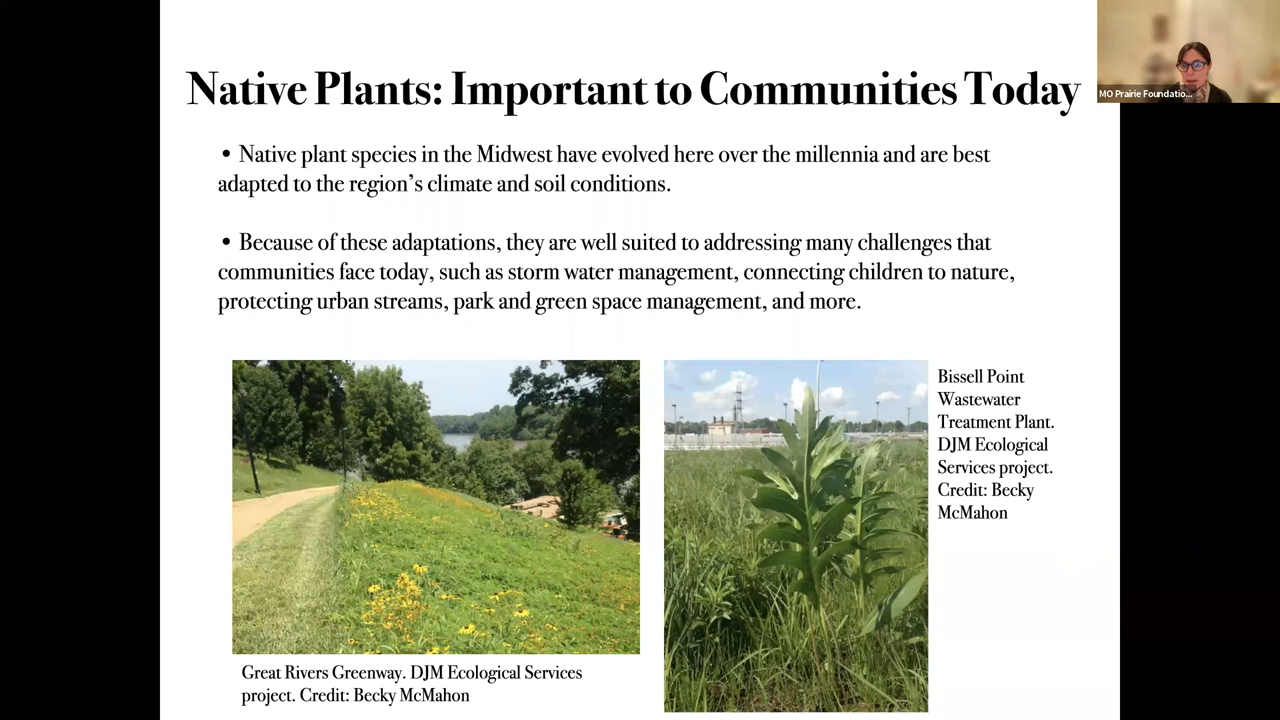 Native Plants: Important to Communities Today
MO Prairie Foundatio...
• Native plant species in the Midwest have evolved here over the millennia and are best
adapted to the region’s climate and soil conditions.
• Because of these adaptations, they are well suited to addressing many challenges that
communities face today, such as storm water management, connecting children to nature,
protecting urban streams, park and green space management, and more.
Bissell Point
Wastewater
Treatment Plant.
DJM Ecological
Services project.
Credit: Becky
McMahon
Great Rivers Greenway. DJM Ecological Services
project. Credit: Becky McMahon